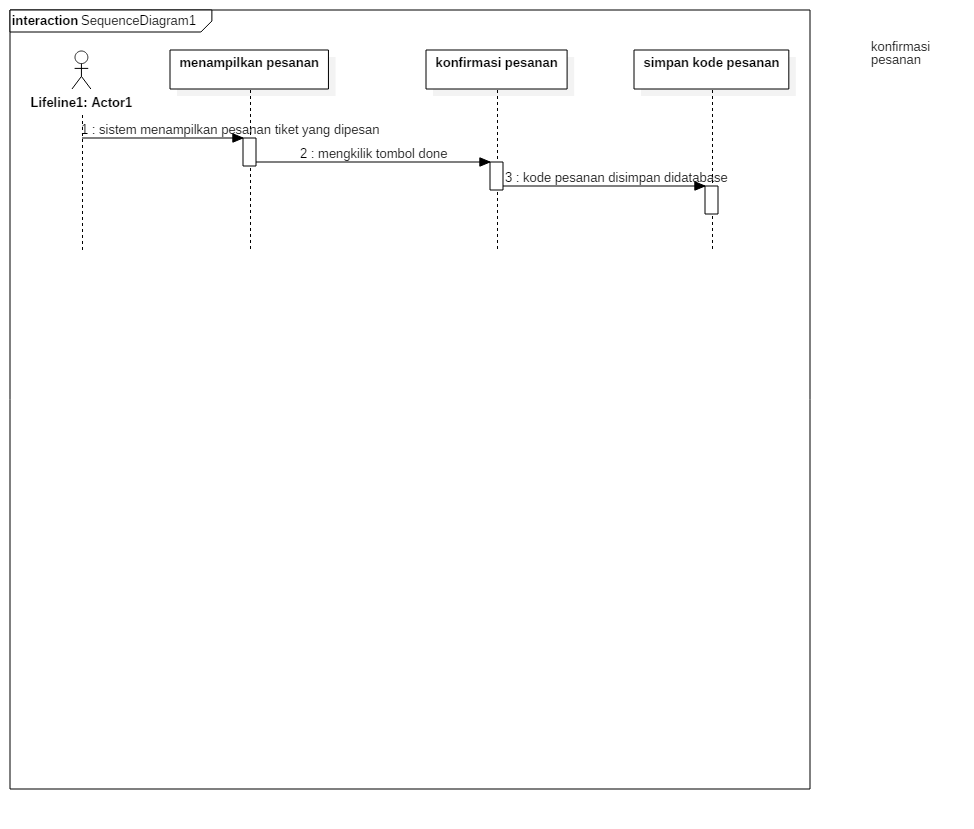 interaction SequenceDiagram1
konfirmasi
pesanan
menampilkan pesanan
konfirmasi pesanan
simpan kode pesanan
Lifeline1: Actor1
1 : sistem menampilkan pesanan tiket yang dipesan
2 : mengkilik tombol done
3 : kode pesanan disimpan didatabase